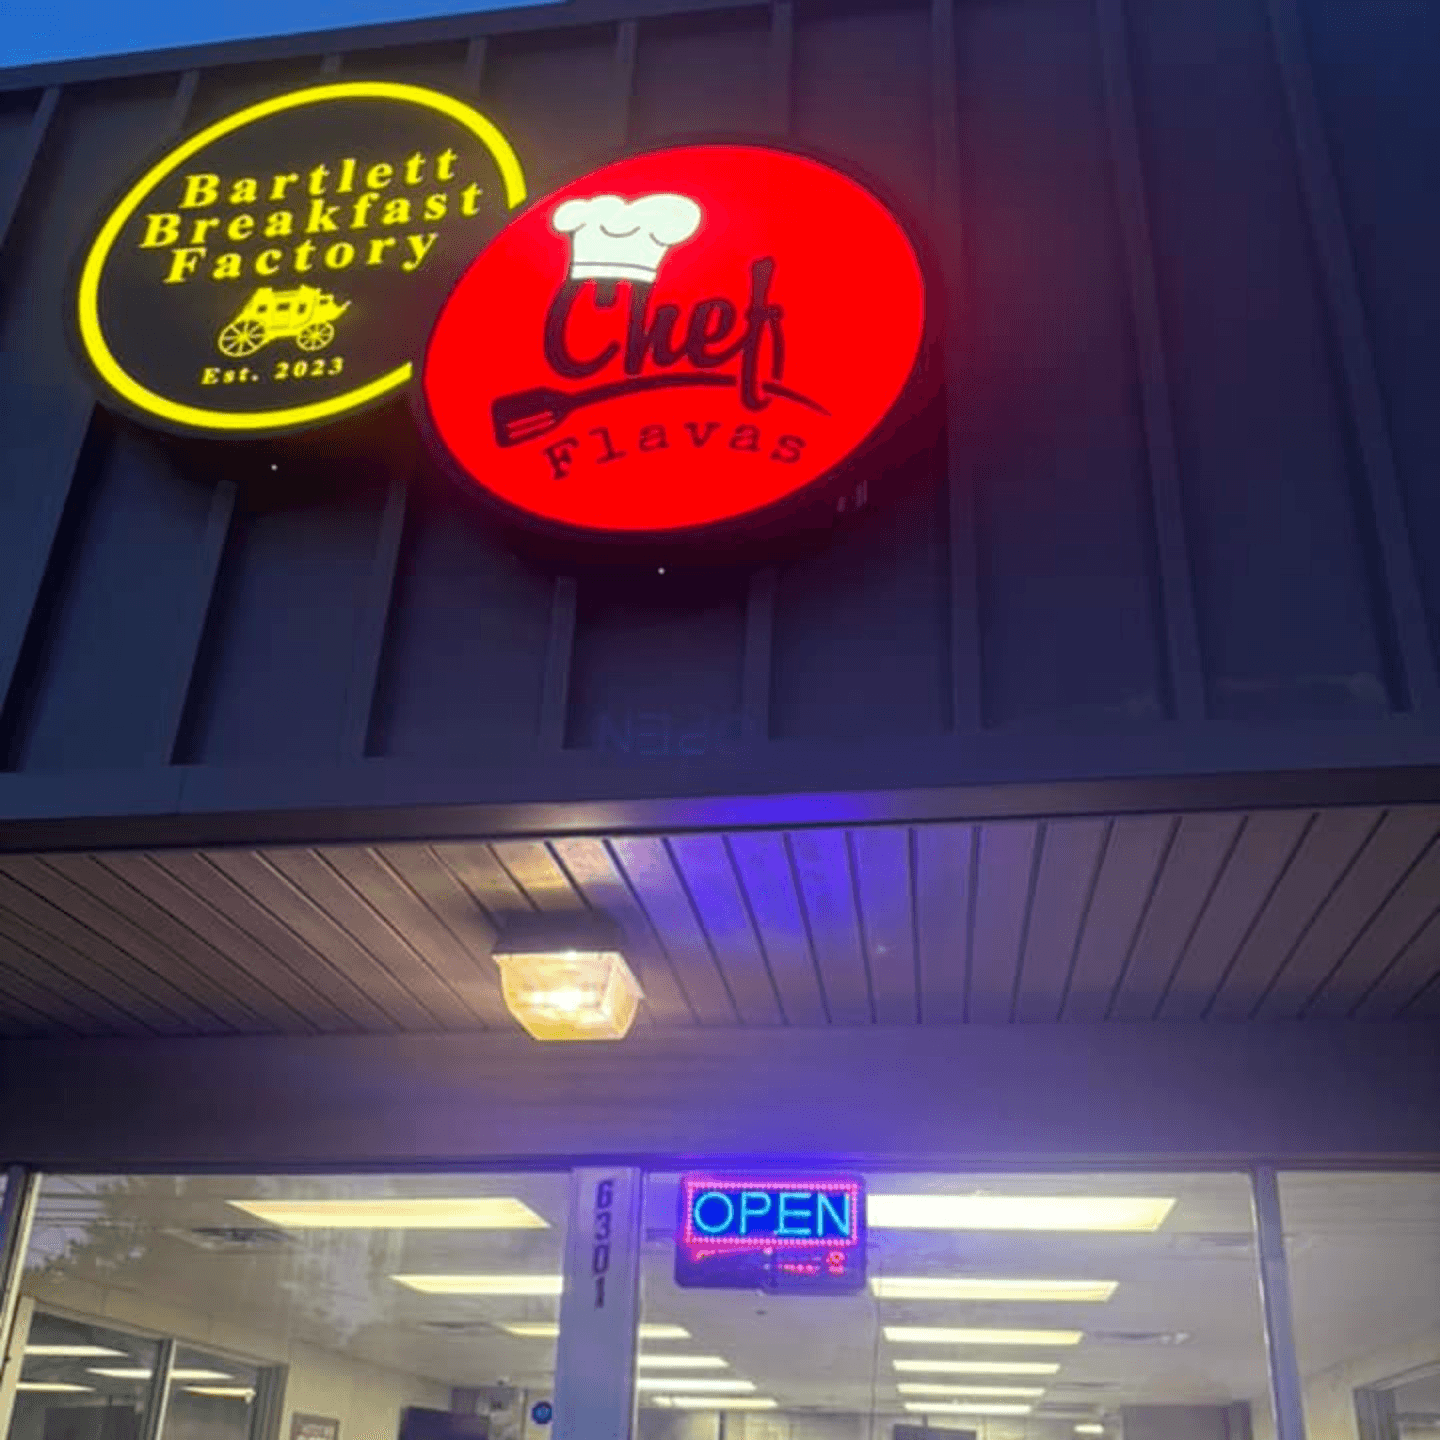 Bartlett
Breakfast
Factory
Est. 2023
Chef
Flavas
6301
OPEN